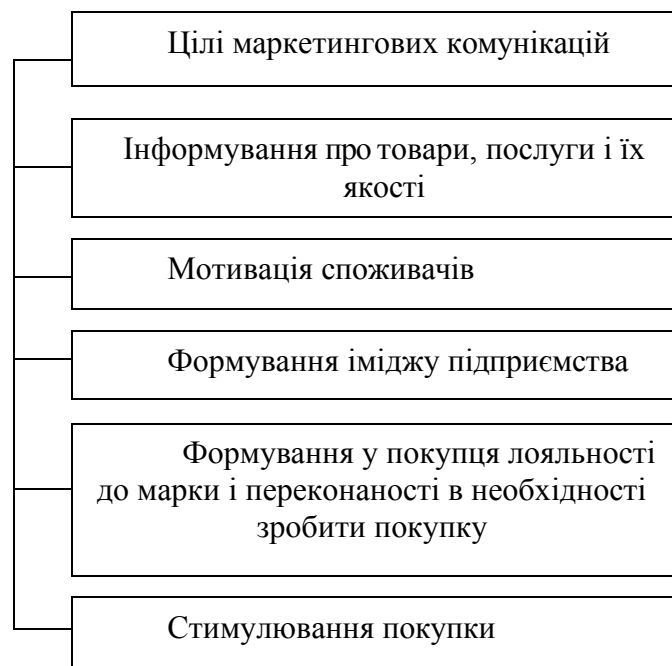 Цілі маркетингових комунікацій
Інформування про товари, послуги і їх
якості
Мотивація споживачів
Формування іміджу підприємства
Формування у покупця лояльності
до марки і переконаності в необхідності
зробити покупку
Стимулювання покупки